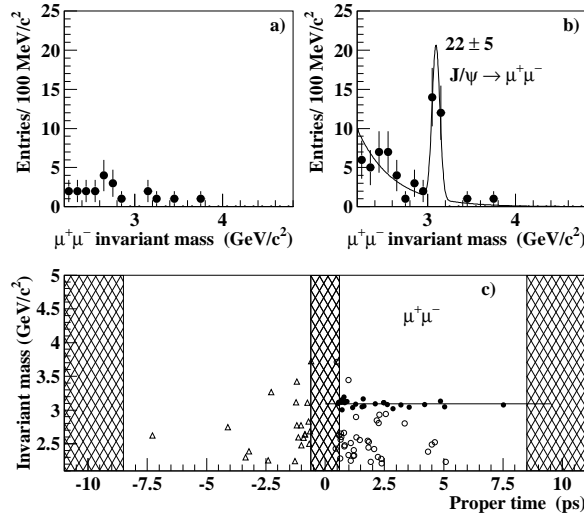 Entries/ 100 MeV/c²
25
20
15
10
5
0
a)
3
4
μ⁺μ⁻ invariant mass (GeV/c²)
Entries/ 100 MeV/c²
25
20
15
10
5
0
b)
22 ± 5
J/ψ → μ⁺μ⁻
3
4
μ⁺μ⁻ invariant mass (GeV/c²)
Invariant mass (GeV/c²)
5
4.5
4
3.5
3
2.5
c)
μ⁺μ⁻
-10 -7.5 -5 -2.5 0 2.5 5 7.5 10
Proper time (ps)